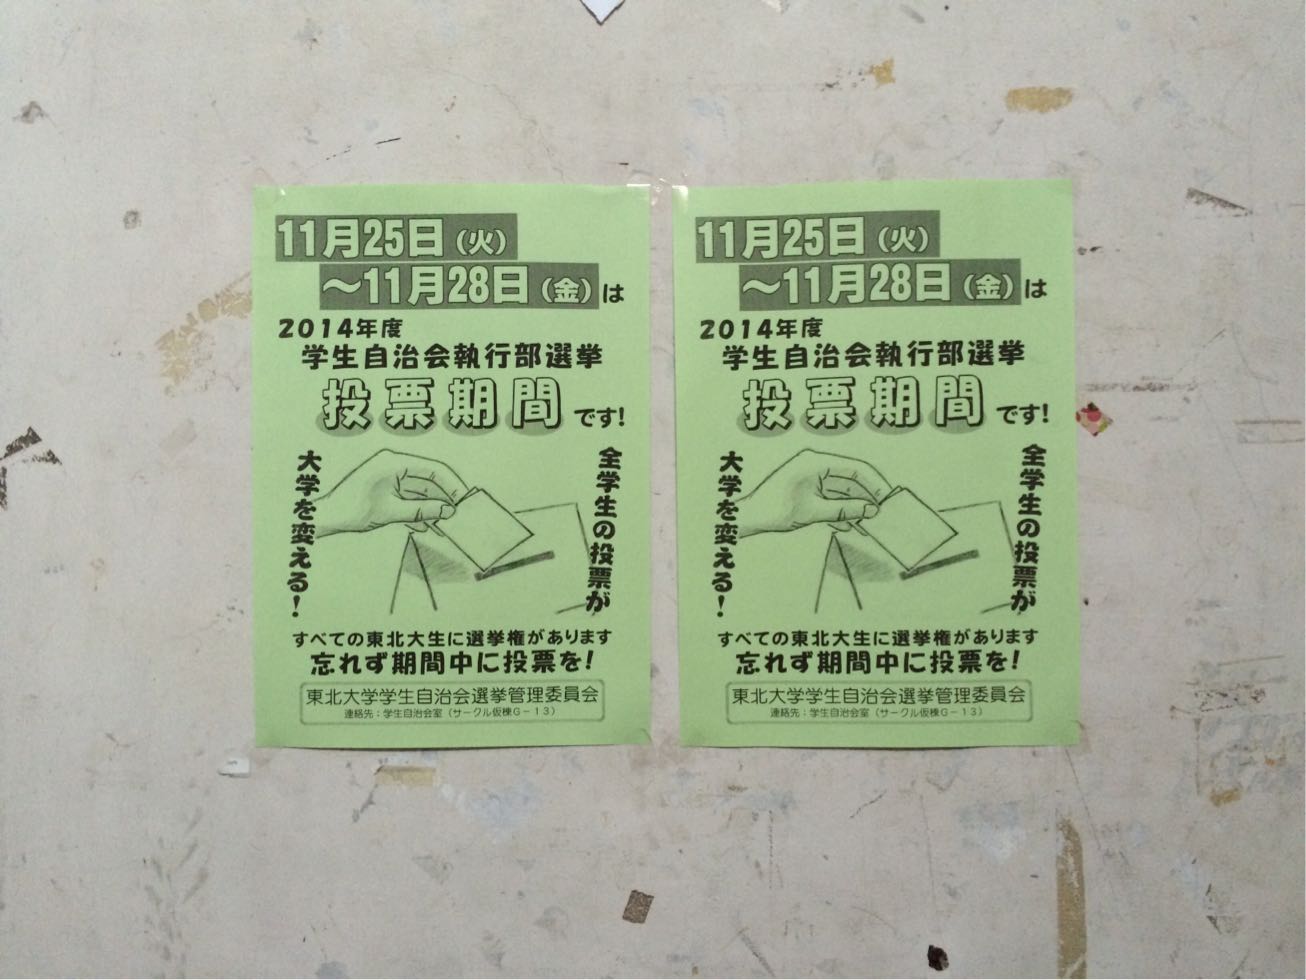 11月25日（火）
～11月28日（金）は
2014年度
学生自治会執行部選挙
投票期間です!
全学生の投票が
大学を変える!
すべての東北大生に選挙権があります
忘れず期間中に投票を!
東北大学学生自治会選挙管理委員会
連絡先：学生自治会室（サークル仮棟G－13）
11月25日（火）
～11月28日（金）は
2014年度
学生自治会執行部選挙
投票期間です!
全学生の投票が
大学を変える!
すべての東北大生に選挙権があります
忘れず期間中に投票を!
東北大学学生自治会選挙管理委員会
連絡先：学生自治会室（サークル仮棟G－13）